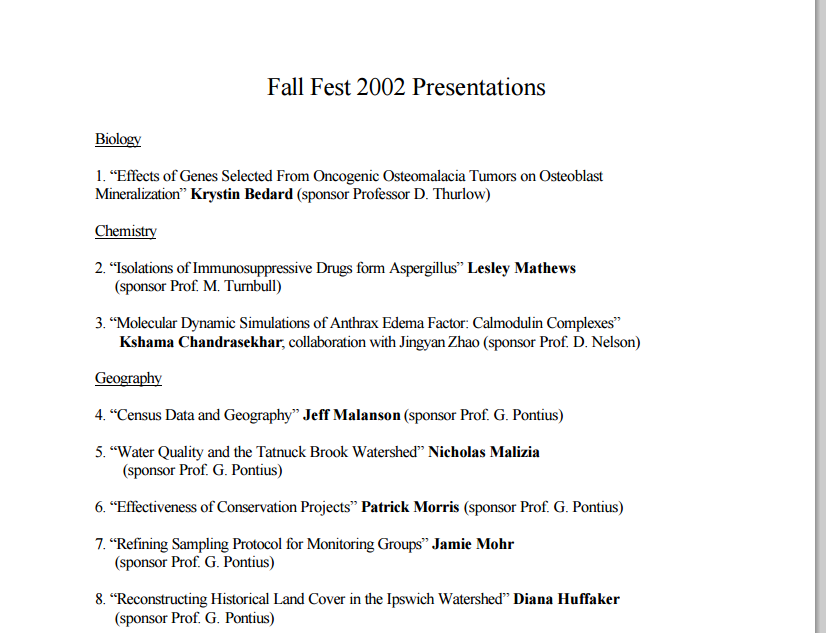 Fall Fest 2002 Presentations
Biology
1. “Effects of Genes Selected From Oncogenic Osteomalacia Tumors on Osteoblast
Mineralization” Krystin Bedard (sponsor Professor D. Thurlow)
Chemistry
2. “Isolations of Immunosuppressive Drugs form Aspergillus” Lesley Mathews
(sponsor Prof. M. Turnbull)
3. “Molecular Dynamic Simulations of Anthrax Edema Factor: Calmodulin Complexes”
Kshama Chandrasekhar, collaboration with Jingyan Zhao (sponsor Prof. D. Nelson)
Geography
4. “Census Data and Geography” Jeff Malanson (sponsor Prof. G. Pontius)
5. “Water Quality and the Tatnuck Brook Watershed” Nicholas Malizia
(sponsor Prof. G. Pontius)
6. “Effectiveness of Conservation Projects” Patrick Morris (sponsor Prof. G. Pontius)
7. “Refining Sampling Protocol for Monitoring Groups” Jamie Mohr
(sponsor Prof. G. Pontius)
8. “Reconstructing Historical Land Cover in the Ipswich Watershed” Diana Huffaker
(sponsor Prof. G. Pontius)